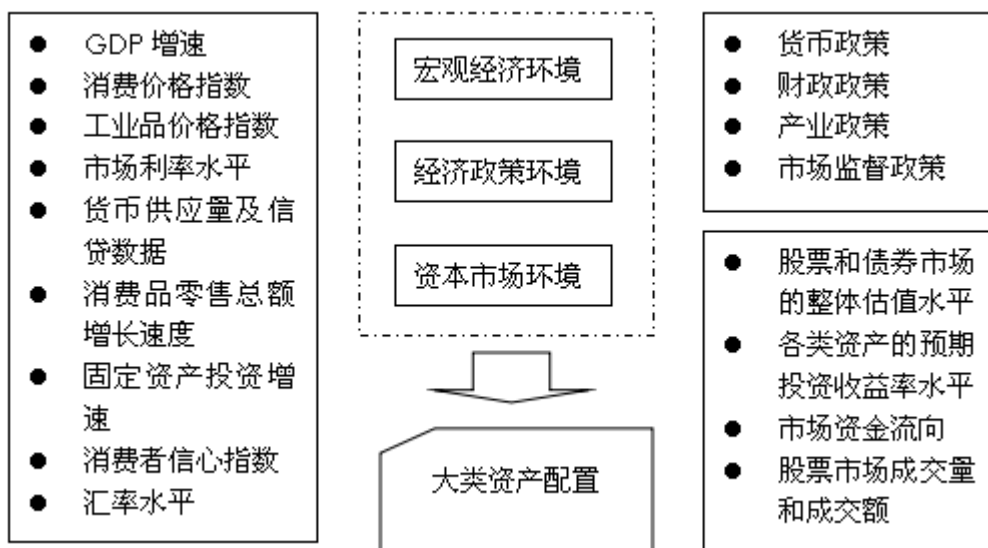 GDP 增速
消费价格指数
工业品价格指数
市场利率水平
货币供应量及信
贷数据
消费品零售总额
增长速度
固定资产投资增
速
消费者信心指数
汇率水平
宏观经济环境
经济政策环境
资本市场环境
大类资产配置
货币政策
财政政策
产业政策
市场监督政策
股票和债券市场
的整体估值水平
各类资产的预期
投资收益率水平
市场资金流向
股票市场成交量
和成交额